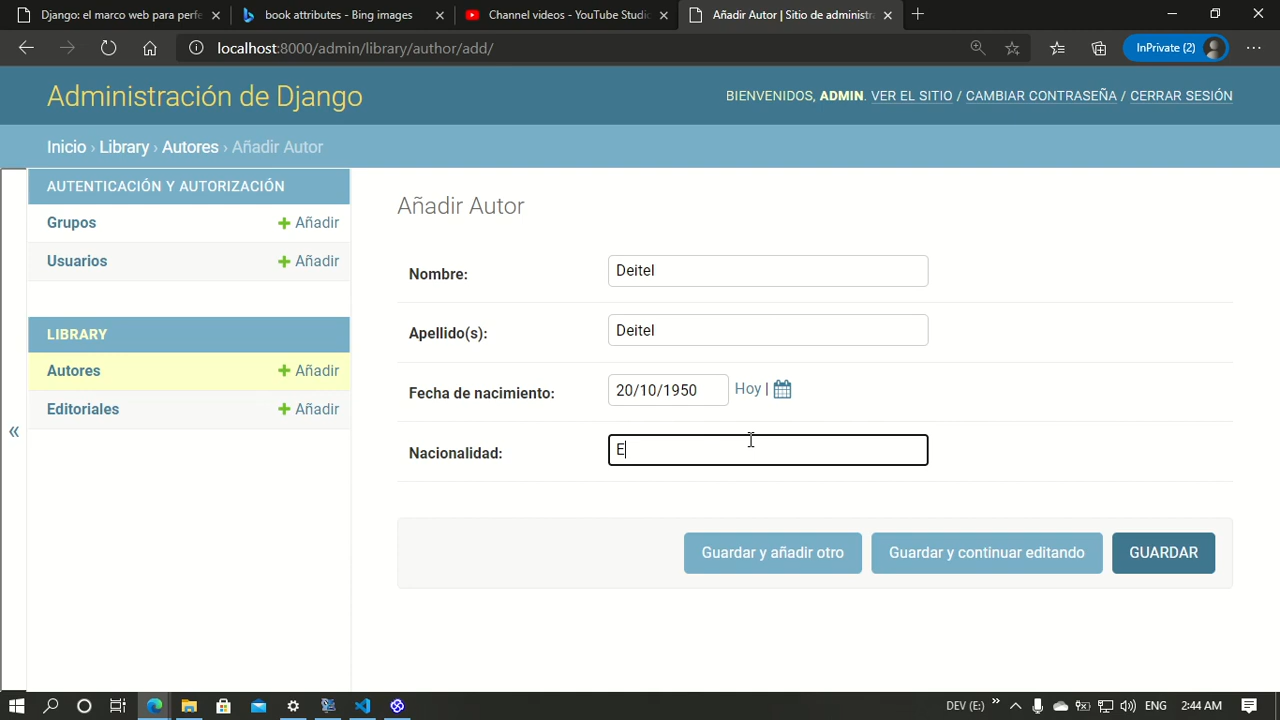 Django: el marco web para perfe
book attributes - Bing images
Channel videos - YouTube Studio
Añadir Autor | Sitio de administra
localhost:8000/admin/library/author/add/
InPrivate (2)
Administración de Django
BIENVENIDOS, ADMIN. VER EL SITIO / CAMBIAR CONTRASEÑA / CERRAR SESIÓN
Inicio › Library › Autores › Añadir Autor
AUTENTICACIÓN Y AUTORIZACIÓN
Grupos Añadir
Usuarios Añadir
LIBRARY
Autores Añadir
Editoriales Añadir
«
Añadir Autor
Nombre: Deitel
Apellido(s): Deitel
Fecha de nacimiento: 20/10/1950 Hoy |
Nacionalidad: E
Guardar y añadir otro Guardar y continuar editando GUARDAR
DEV (E:) » ENG 2:44 AM